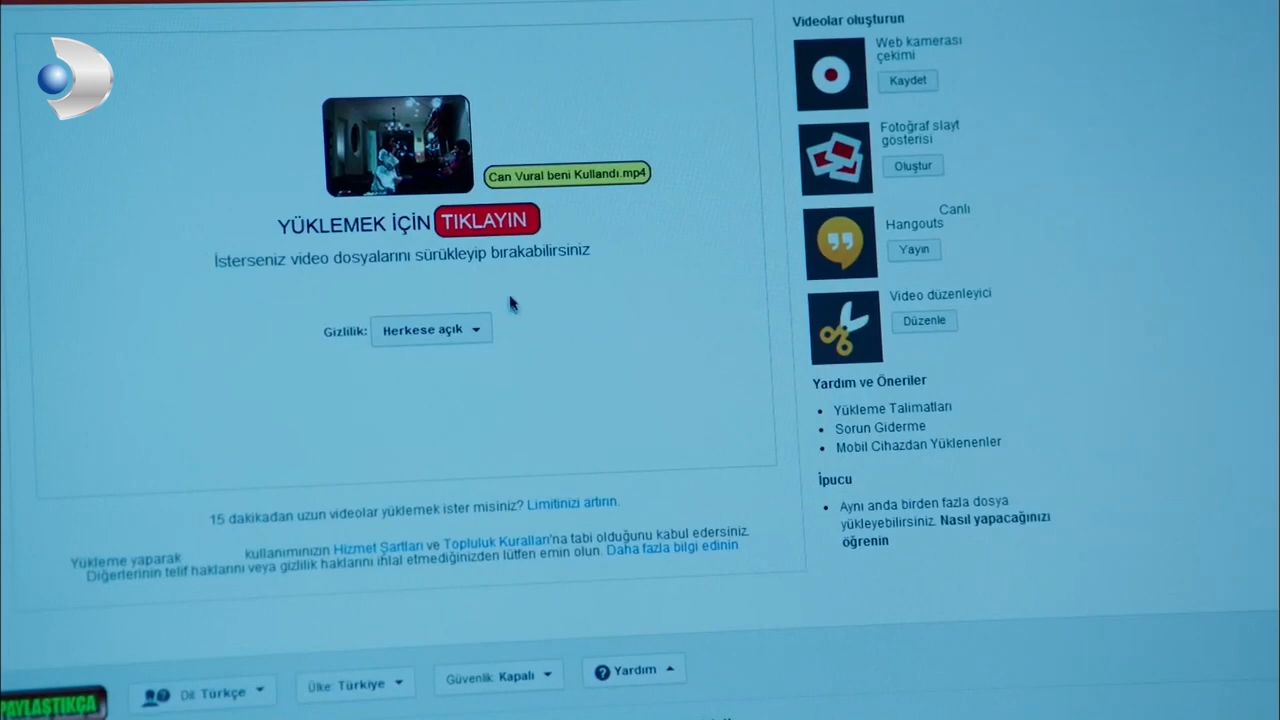 Videolar oluşturun
Web kamerası
çekimi
Kaydet
Fotoğraf slayt
gosterisi
Oluştur
Canlı
Hangouts
Yayın
Video düzenleyici
Düzenle
Can Vural beni Kullandı.mp4
YÜKLEMEK İÇİN TIKLAYIN
İsterseniz video dosyalarını sürükleyip bırakabilirsiniz
Gizlilik: Herkese açık
Yardım ve Öneriler
Yükleme Talimatları
Sorun Giderme
Mobil Cihazdan Yüklenenler
İpucu
Aynı anda birden fazla dosya
yükleyebilirsiniz. Nasıl yapacağınızı
öğrenin
15 dakikadan uzun videolar yüklemek ister misiniz? Limitinizi artırın.
Yükleme yaparak kullanımınızın Hizmet Şartları ve Topluluk Kuralları'na tabi olduğunu kabul edersiniz.
Diğerlerinin telif haklarını veya gizlilik haklarını ihlal etmediğinizden lütfen emin olun. Daha fazla bilgi edinin
PAYLAŞTIKÇA
Dil: Türkçe
Ülke: Türkiye
Güvenlik: Kapalı
Yardım